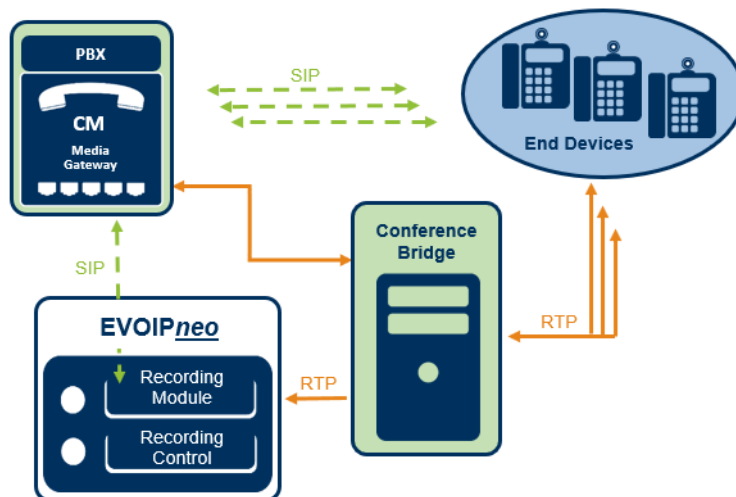 PBX
CM
Media
Gateway
SIP
End Devices
SIP
Conference
Bridge
RTP
EVOIPneo
RTP
Recording
Module
Recording
Control